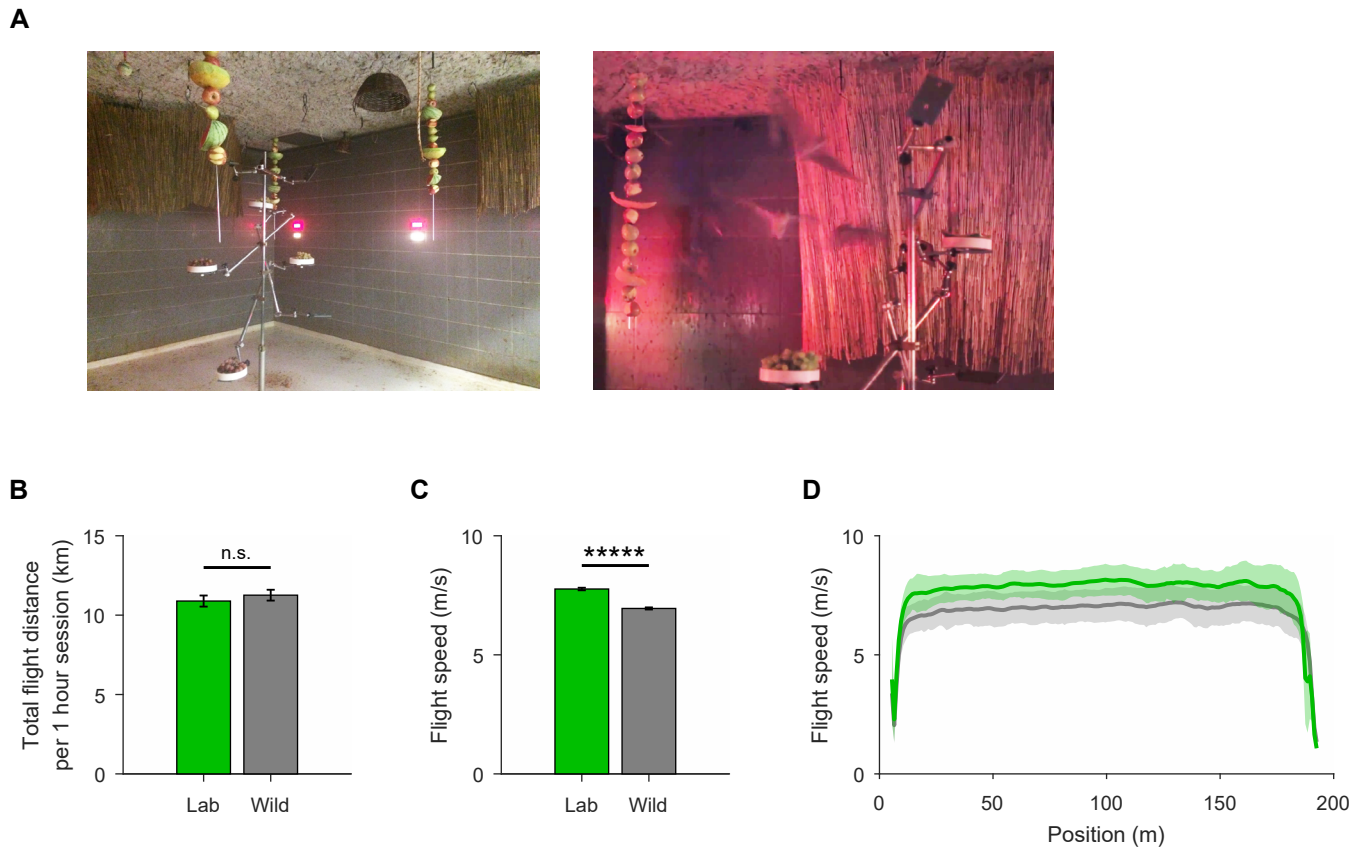 A
B
C
D
15
10
5
0
Total flight distance
per 1 hour session (km)
n.s.
Lab Wild
10
5
0
Flight speed (m/s)
*****
Lab Wild
10
5
0
Flight speed (m/s)
0 50 100 150 200
Position (m)